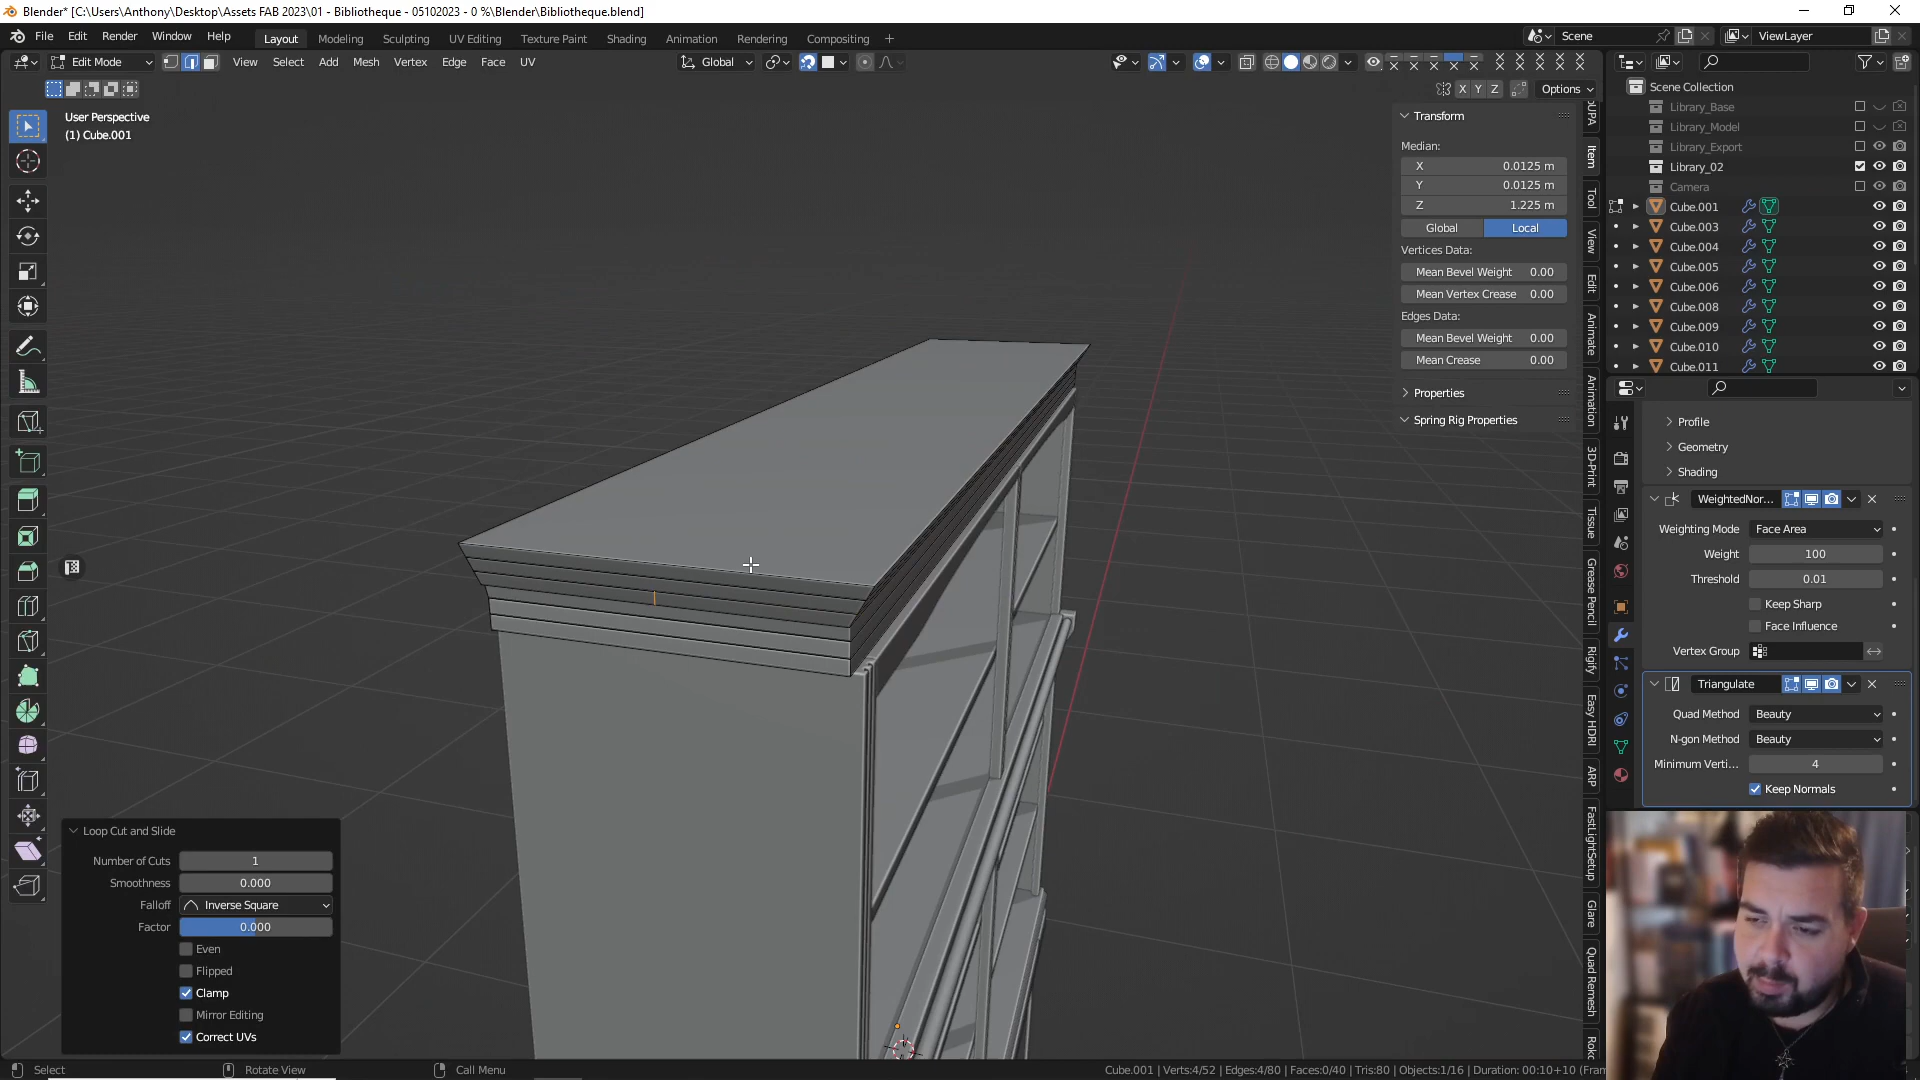 Blender* [C:\Users\Anthony\Desktop\Assets FAB 2023\01 - Bibliotheque - 05102023 - 0 %\Blender\Bibliotheque.blend]
File Edit Render Window Help Layout Modeling Sculpting UV Editing Texture Paint Shading Animation Rendering Compositing Scene ViewLayer
Edit Mode View Select Add Mesh Vertex Edge Face UV Global
X Y Z Options
User Perspective
(1) Cube.001
Transform
Median:
X 0.0125 m
Y 0.0125 m
Z 1.225 m
Global Local
Vertices Data:
Mean Bevel Weight 0.00
Mean Vertex Crease 0.00
Edges Data:
Mean Bevel Weight 0.00
Mean Crease 0.00
Properties
Spring Rig Properties
Item
Tool
View
Edit
Animate
Animation
3D-Print
Tissue
Grease Pencil
Rigify
Easy HDRI
ARP
FastLightSetup
Glare
Quad Remesh
Roko
Scene Collection
Library_Base
Library_Model
Library_Export
Library_02
Camera
Cube.001
Cube.003
Cube.004
Cube.005
Cube.006
Cube.008
Cube.009
Cube.010
Cube.011
Profile
Geometry
Shading
WeightedNor...
Weighting Mode Face Area
Weight 100
Threshold 0.01
Keep Sharp
Face Influence
Vertex Group
Triangulate
Quad Method Beauty
N-gon Method Beauty
Minimum Verti... 4
Keep Normals
Loop Cut and Slide
Number of Cuts 1
Smoothness 0.000
Falloff Inverse Square
Factor 0.000
Even
Flipped
Clamp
Mirror Editing
Correct UVs
Select Rotate View Call Menu Cube.001 | Verts:4/52 | Edges:4/80 | Faces:0/40 | Tris:80 | Objects:1/16 | Duration: 00:10+10 (Fram